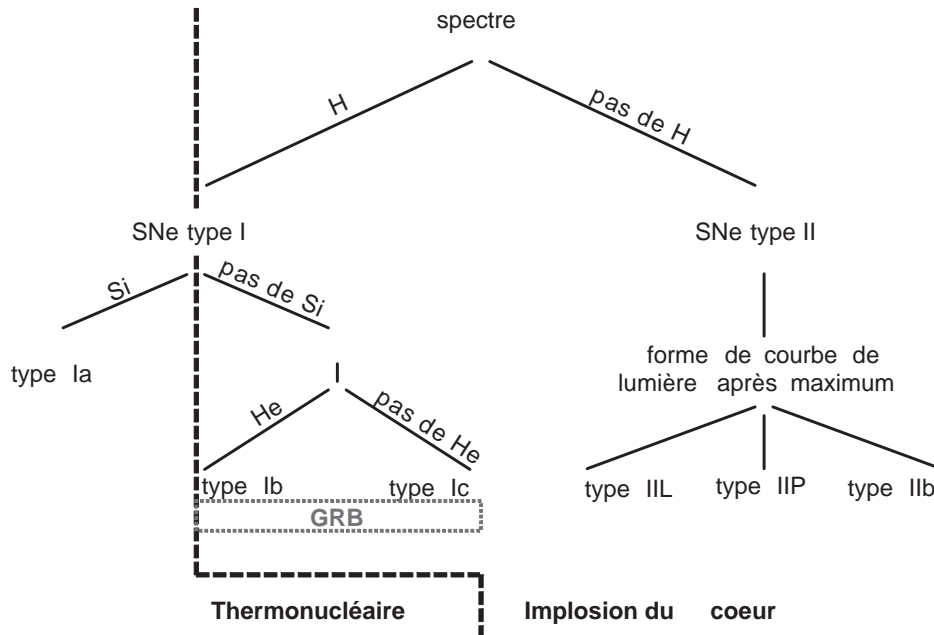 spectre
H
pas de H
SNe type I
SNe type II
Si
pas de Si
type Ia
I
forme de courbe de
lumière après maximum
He
pas de He
type Ib
type Ic
type IIL
type IIP
type IIb
GRB
Thermonucléaire
Implosion du coeur